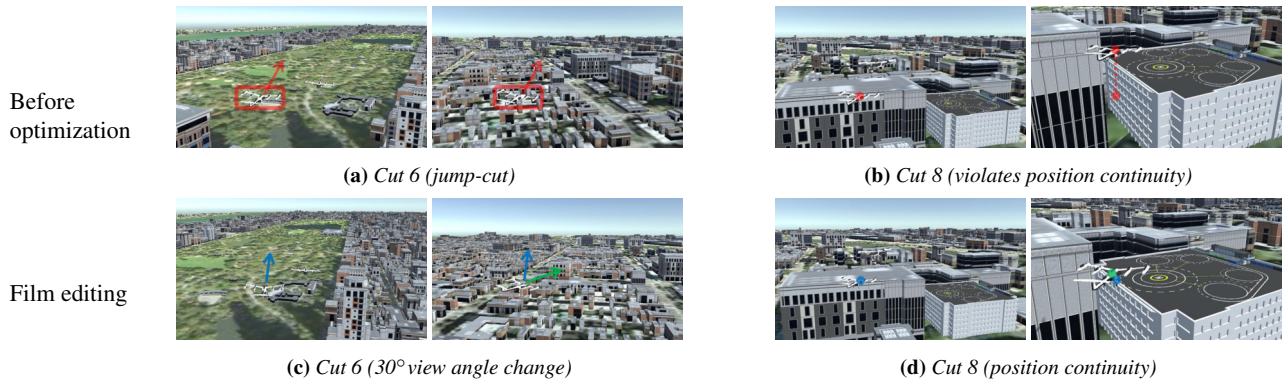 Before
optimization
(a) Cut 6 (jump-cut)
(b) Cut 8 (violates position continuity)
Film editing
(c) Cut 6 (30° view angle change)
(d) Cut 8 (position continuity)